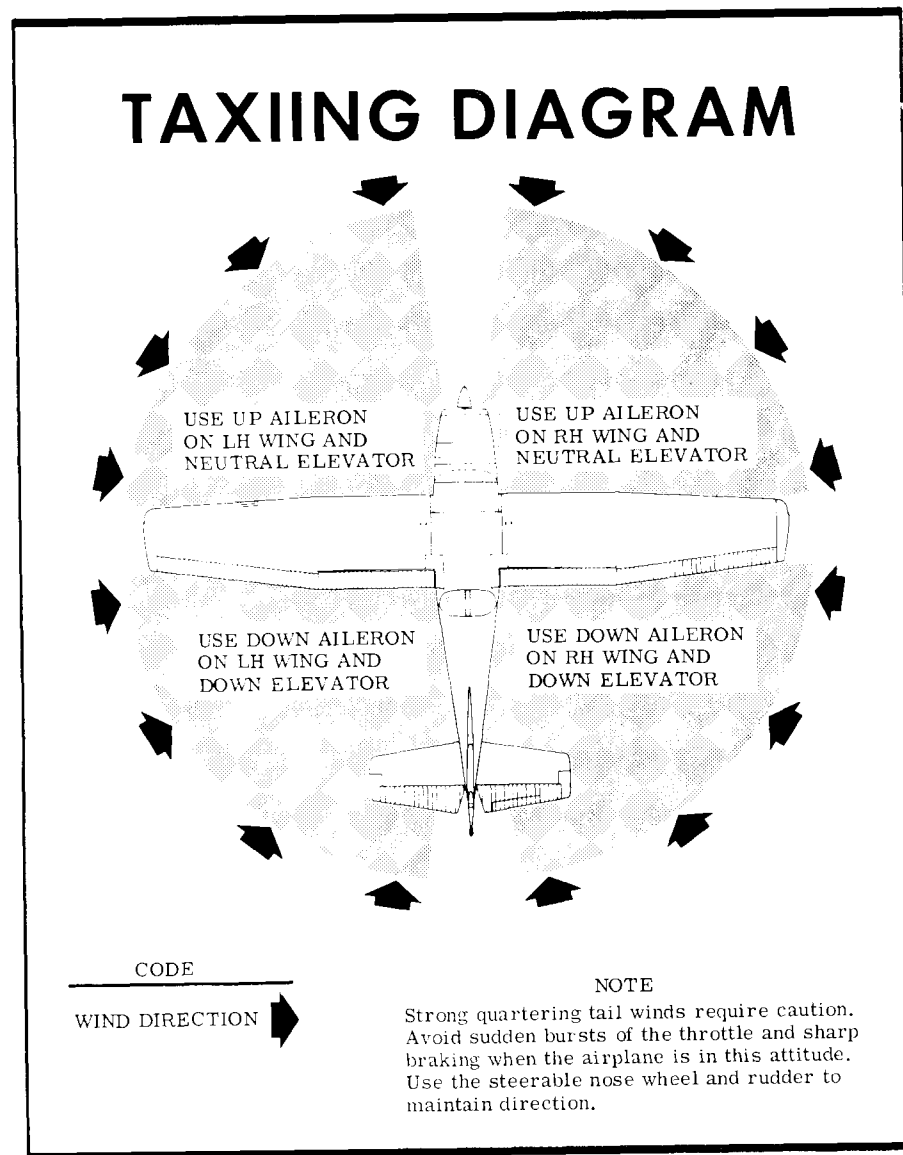 TAXIING DIAGRAM
USE UP AILERON
ON LH WING AND
NEUTRAL ELEVATOR
USE UP AILERON
ON RH WING AND
NEUTRAL ELEVATOR
USE DOWN AILERON
ON LH WING AND
DOWN ELEVATOR
USE DOWN AILERON
ON RH WING AND
DOWN ELEVATOR
CODE
WIND DIRECTION
NOTE
Strong quartering tail winds require caution.
Avoid sudden bursts of the throttle and sharp
braking when the airplane is in this attitude.
Use the steerable nose wheel and rudder to
maintain direction.